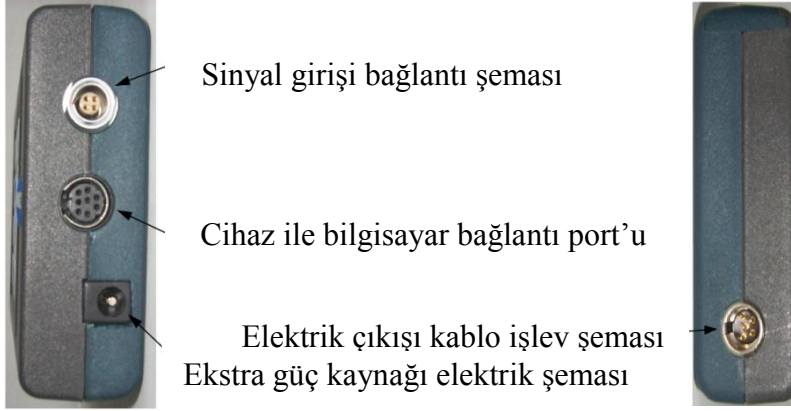 Sinyal girişi bağlantı şeması
Cihaz ile bilgisayar bağlantı port’u
Elektrik çıkışı kablo işlev şeması
Ekstra güç kaynağı elektrik şeması